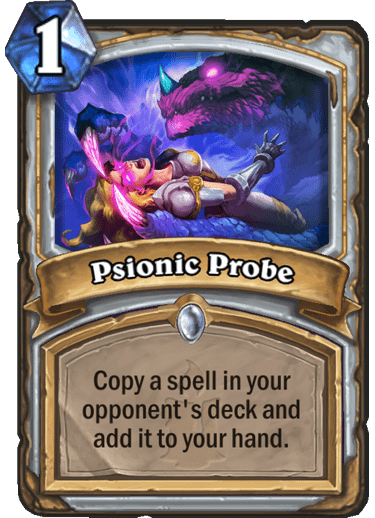 1
Psionic Probe
Copy a spell in your
opponent's deck and
add it to your hand.